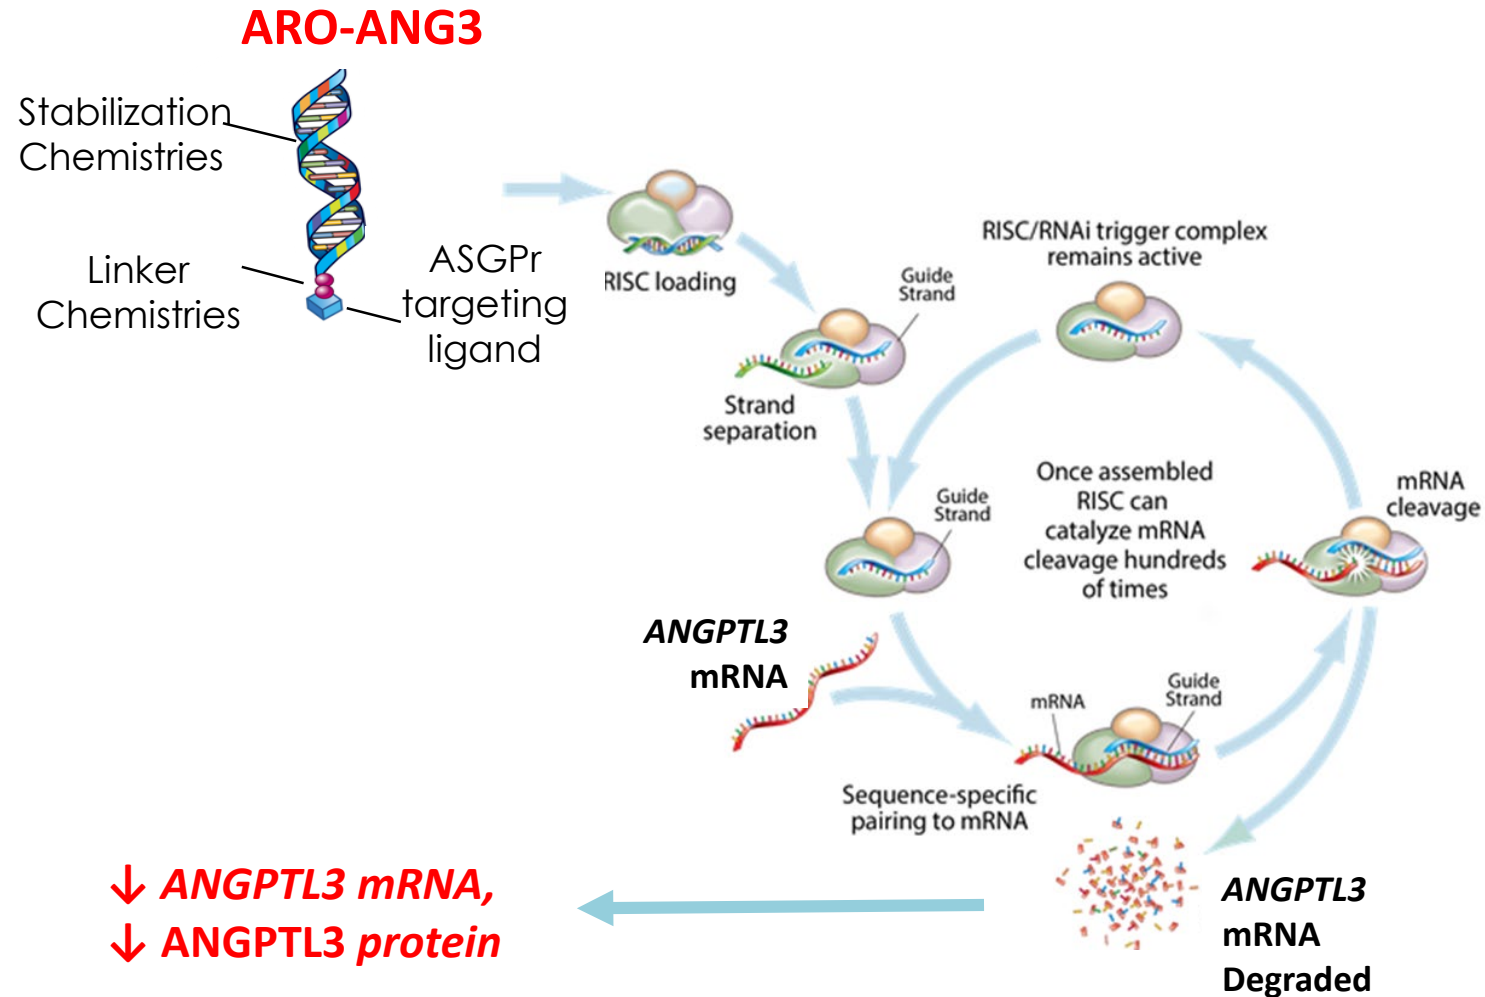 ARO-ANG3
Stabilization
Chemistries
Linker
Chemistries
ASGPr
targeting
ligand
RISC loading
Guide
Strand
Strand
separation
RISC/RNAi trigger complex
remains active
Guide
Strand
Once assembled
RISC can
catalyze mRNA
cleavage hundreds
of times
mRNA
cleavage
ANGPTL3
mRNA
mRNA
Guide
Strand
Sequence-specific
pairing to mRNA
ANGPTL3
mRNA
Degraded
↓ ANGPTL3 mRNA,
↓ ANGPTL3 protein